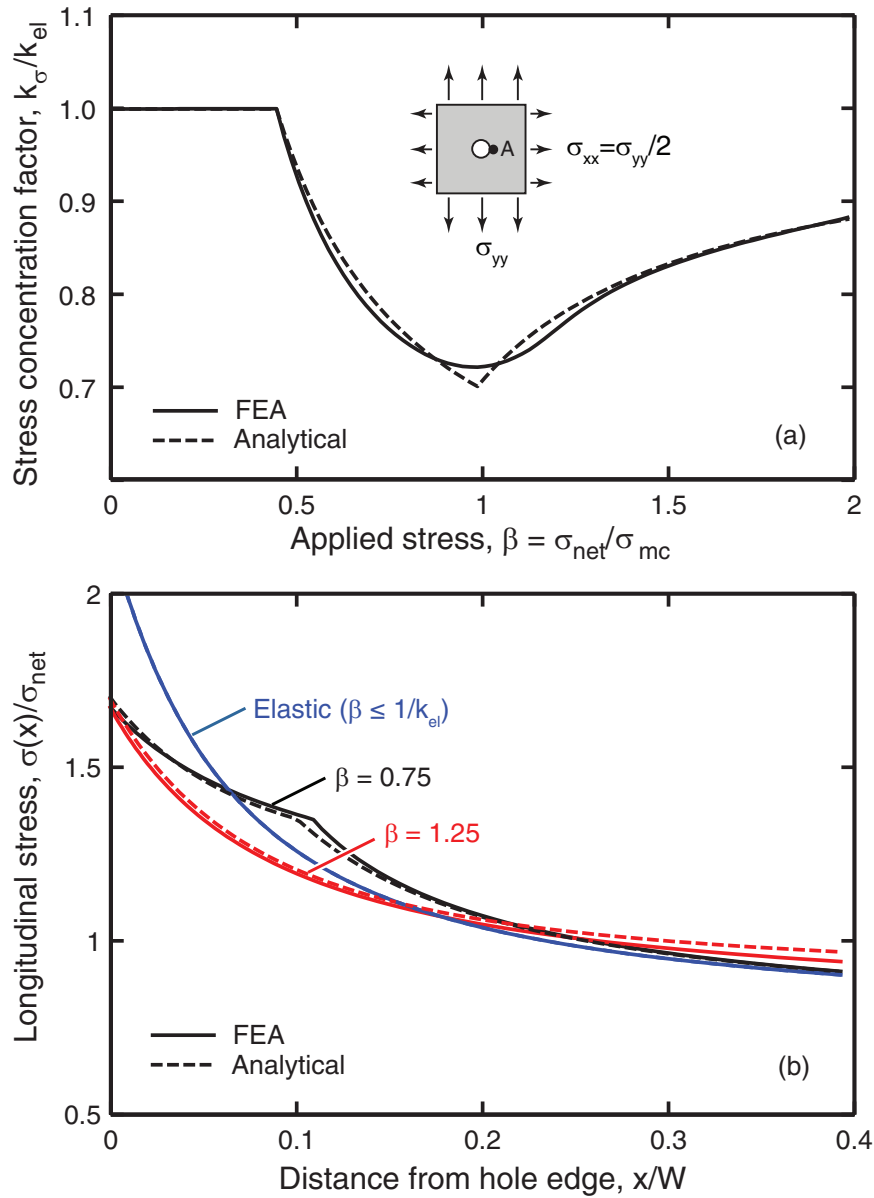 1.1
1.0
0.9
0.8
0.7
Stress concentration factor, kσ/kel
A
σxx=σyy/2
σyy
FEA
Analytical
(a)
0
0.5
1
1.5
2
Applied stress, β = σnet/σmc
2
1.5
1
0.5
Longitudinal stress, σ(x)/σnet
Elastic (β ≤ 1/kel)
β = 0.75
β = 1.25
FEA
Analytical
(b)
0
0.1
0.2
0.3
0.4
Distance from hole edge, x/W